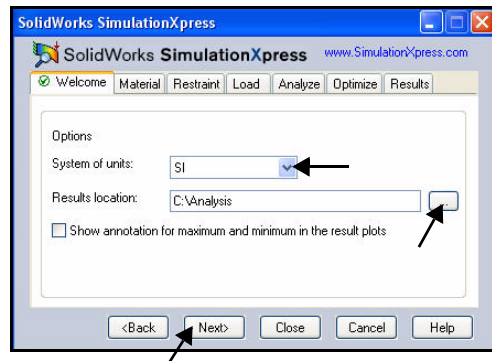 SolidWorks SimulationXpress
SolidWorks SimulationXpress www.SimulationXpress.com
Welcome Material Restraint Load Analyze Optimize Results
Options
System of units: SI
Results location: C:\Analysis ...
Show annotation for maximum and minimum in the result plots
<Back Next> Close Cancel Help